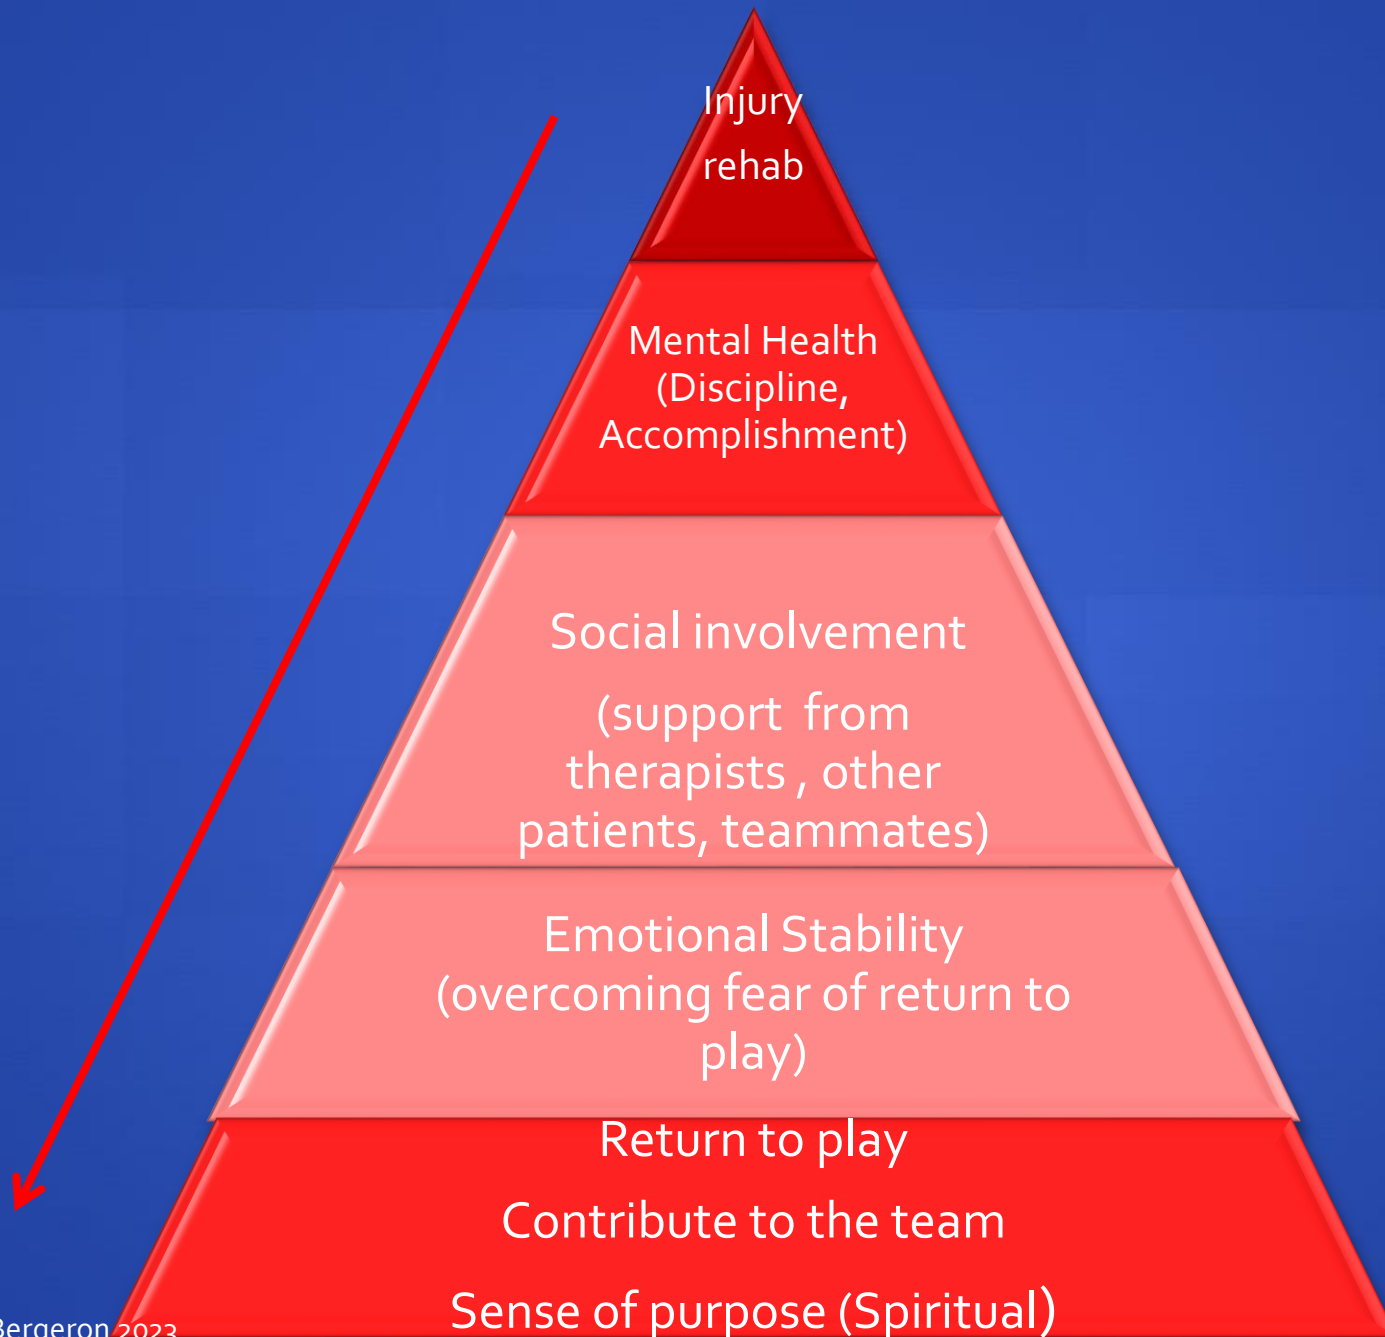 Injury
rehab
Mental Health
(Discipline,
Accomplishment)
Social involvement
(support from
therapists , other
patients, teammates)
Emotional Stability
(overcoming fear of return to
play)
Return to play
Contribute to the team
Sense of purpose (Spiritual)
Bergeron 2023